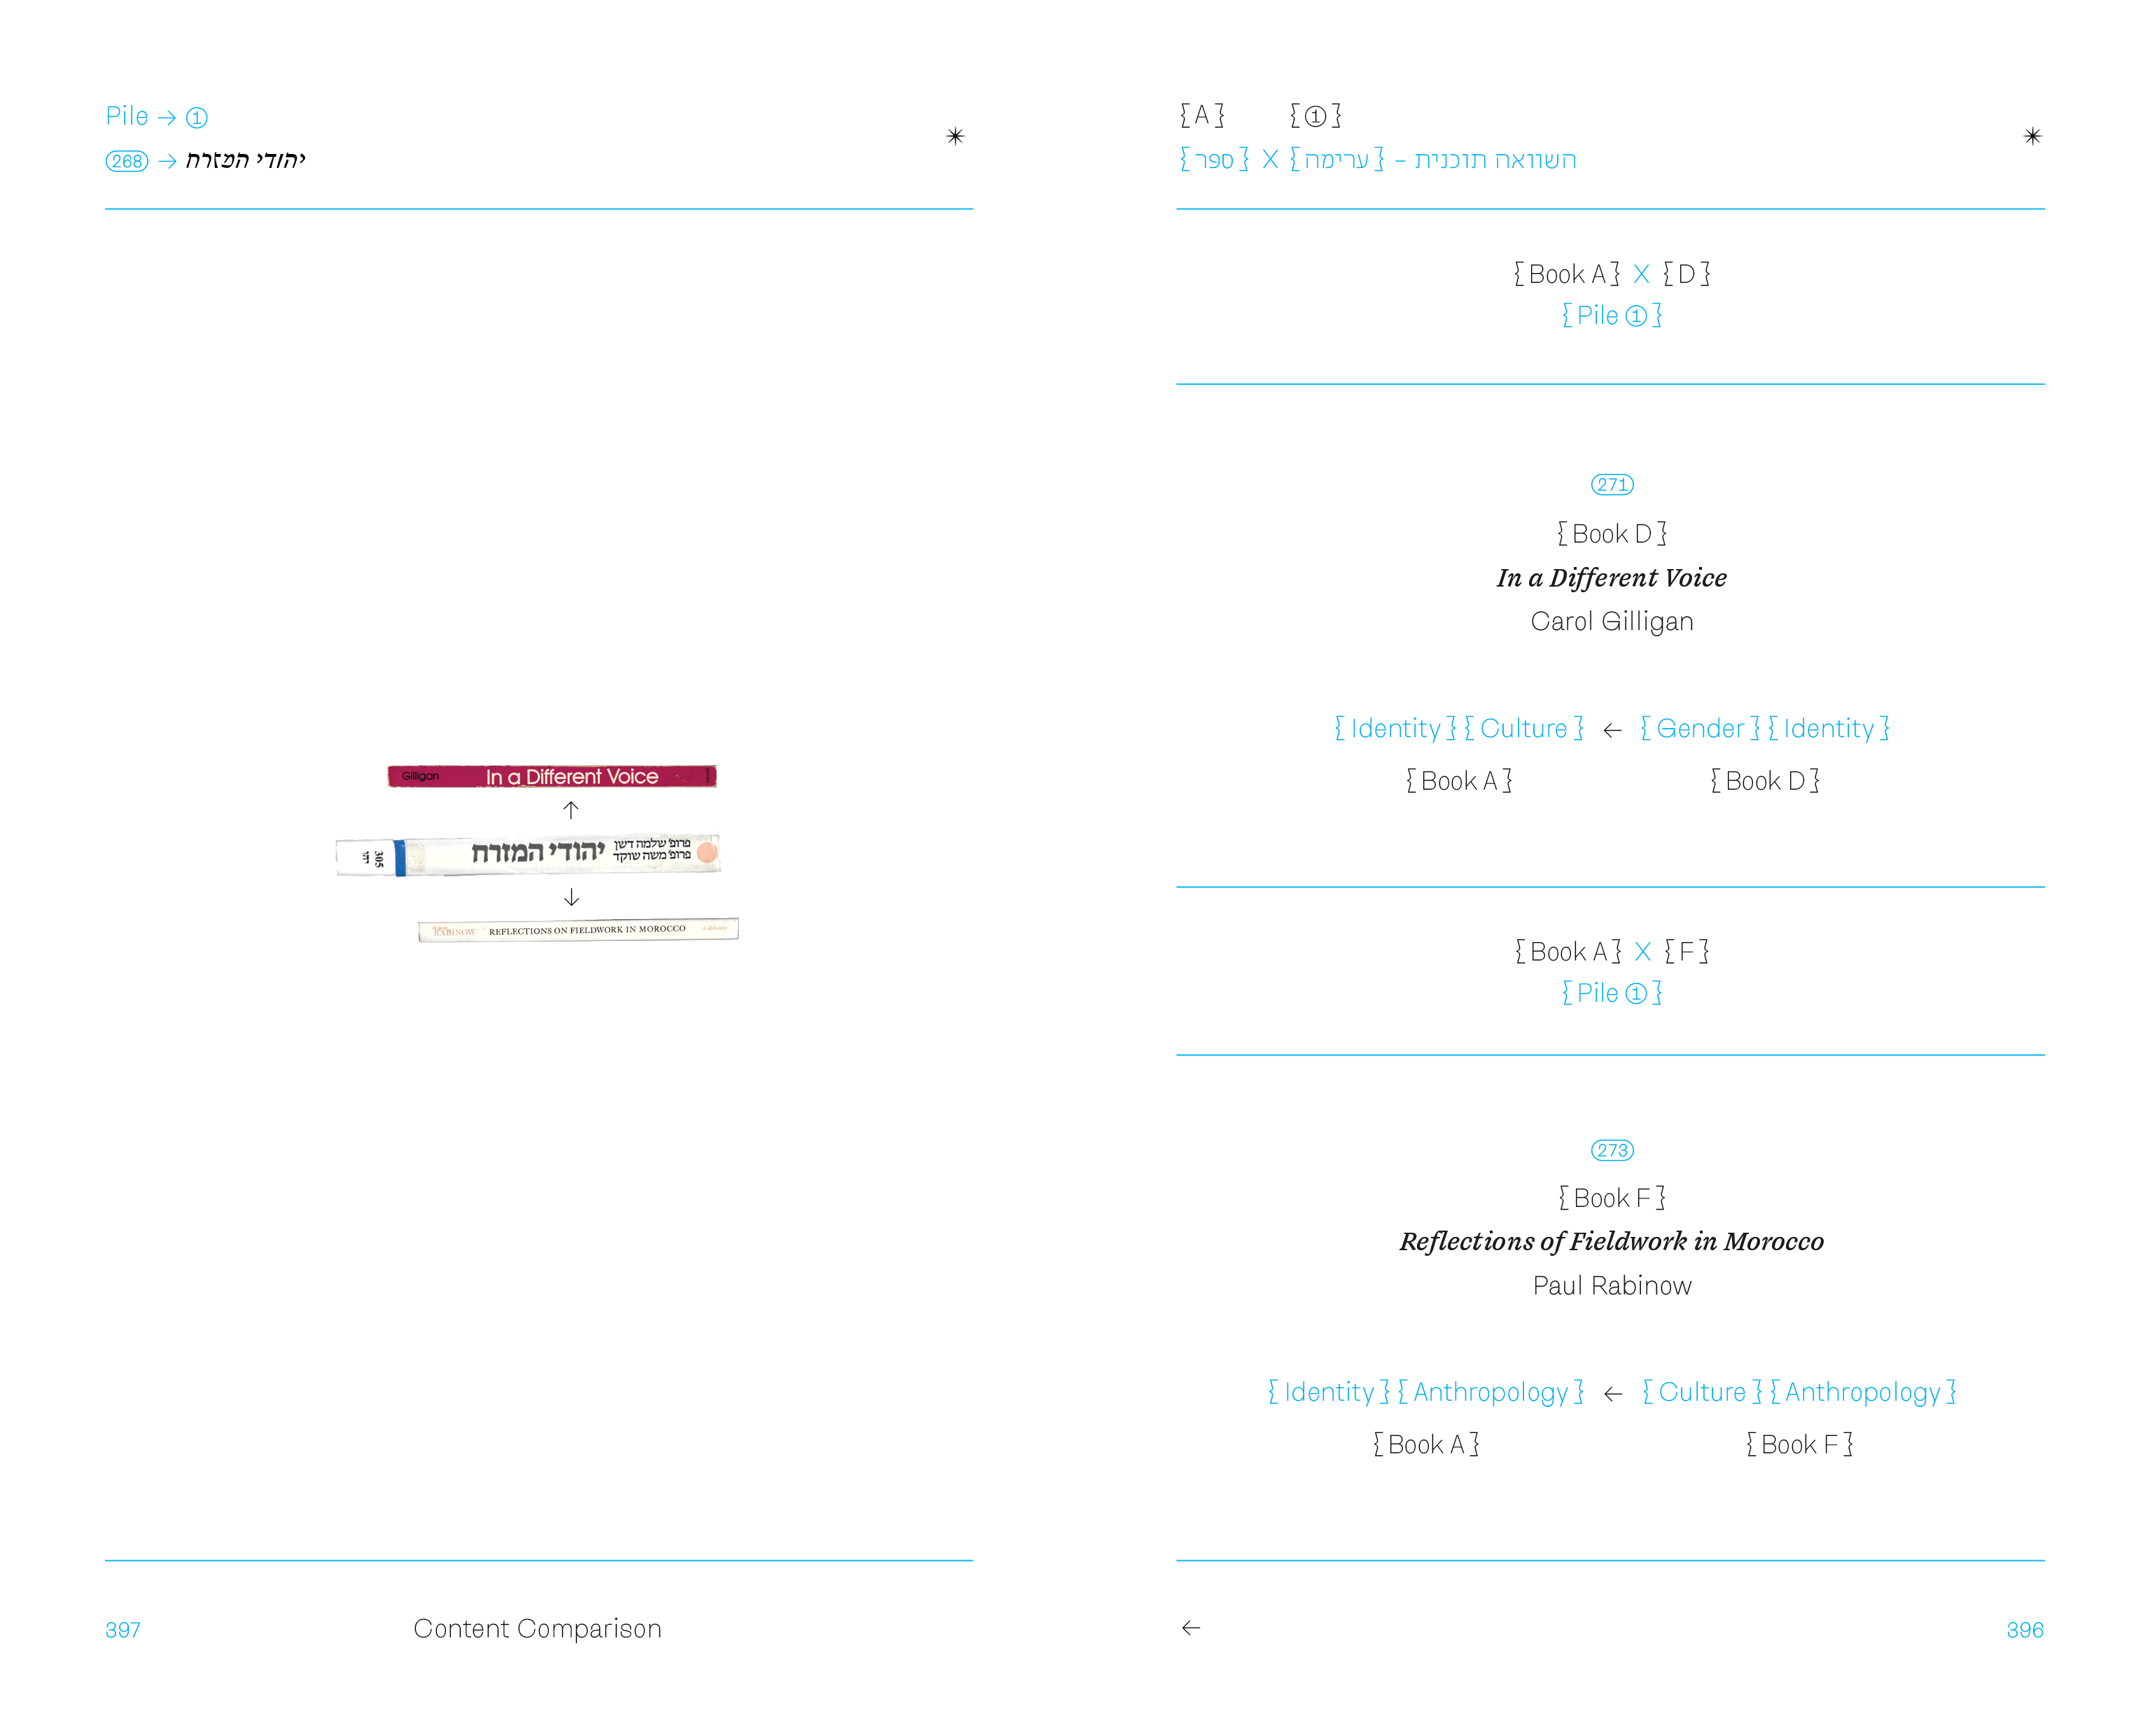 {A} {①}
{ספר} X {ערימה} - השוואה תוכנית
{Book A} X {D}
{Pile ①}
271
{Book D}
In a Different Voice
Carol Gilligan
{Identity}{Culture} ← {Gender}{Identity}
{Book A} {Book D}
{Book A} X {F}
{Pile ①}
273
{Book F}
Reflections of Fieldwork in Morocco
Paul Rabinow
{Identity}{Anthropology} ← {Culture}{Anthropology}
{Book A} {Book F}
← 396
Pile → ①
268 → יהודי המזרח
Gilligan In a Different Voice
↑
פרופ' שלמה דשן
פרופ' משה שוקד
יהודי המזרח
305
יהו
↓
RABINOW REFLECTIONS ON FIELDWORK IN MOROCCO California
397 Content Comparison